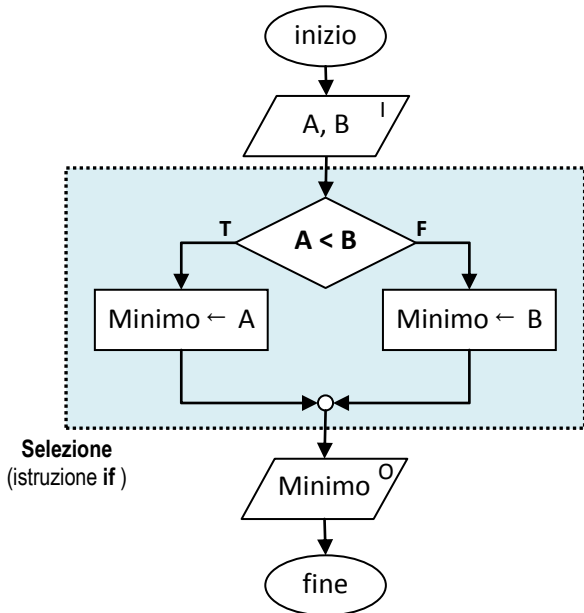 inizio
A, B
I
A < B
T
F
Minimo ← A
Minimo ← B
Selezione
(istruzione if )
Minimo
O
fine